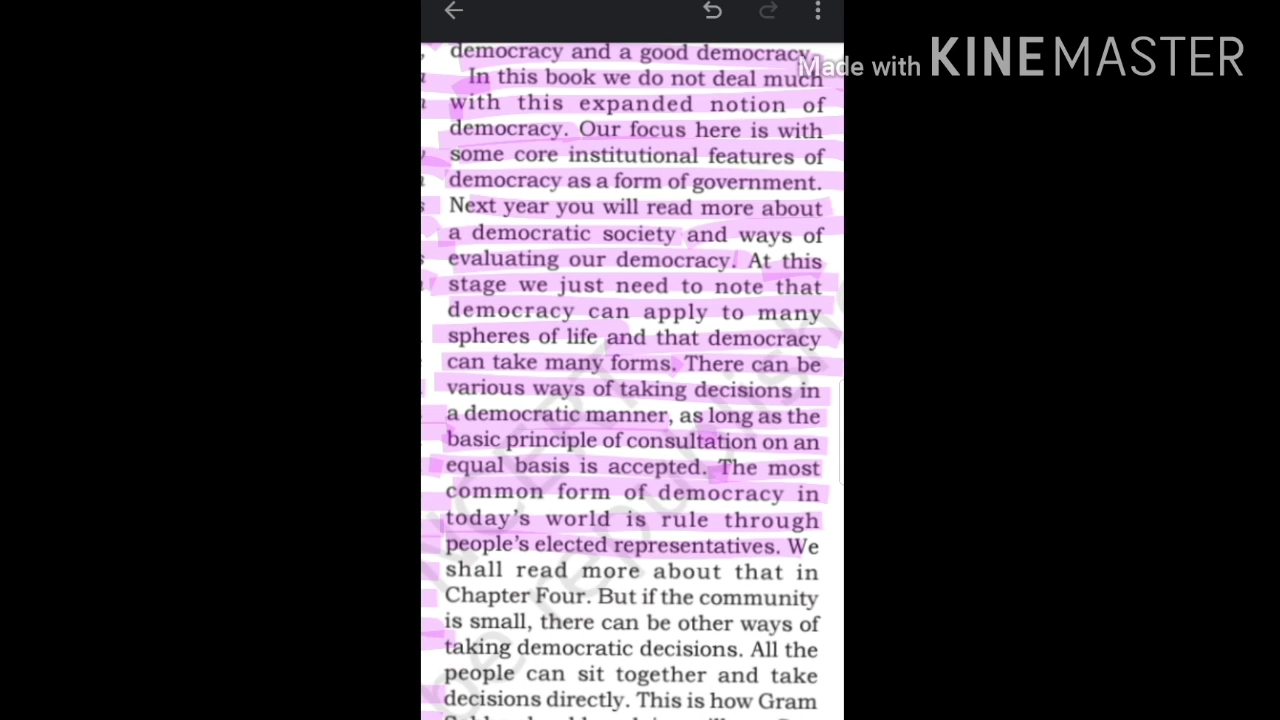 democracy and a good democracy.
In this book we do not deal much
with this expanded notion of
democracy. Our focus here is with
some core institutional features of
democracy as a form of government.
Next year you will read more about
a democratic society and ways of
evaluating our democracy. At this
stage we just need to note that
democracy can apply to many
spheres of life and that democracy
can take many forms. There can be
various ways of taking decisions in
a democratic manner, as long as the
basic principle of consultation on an
equal basis is accepted. The most
common form of democracy in
today's world is rule through
people's elected representatives. We
shall read more about that in
Chapter Four. But if the community
is small, there can be other ways of
taking democratic decisions. All the
people can sit together and take
decisions directly. This is how Gram
Made with KINEMASTER
NCERT
be republished